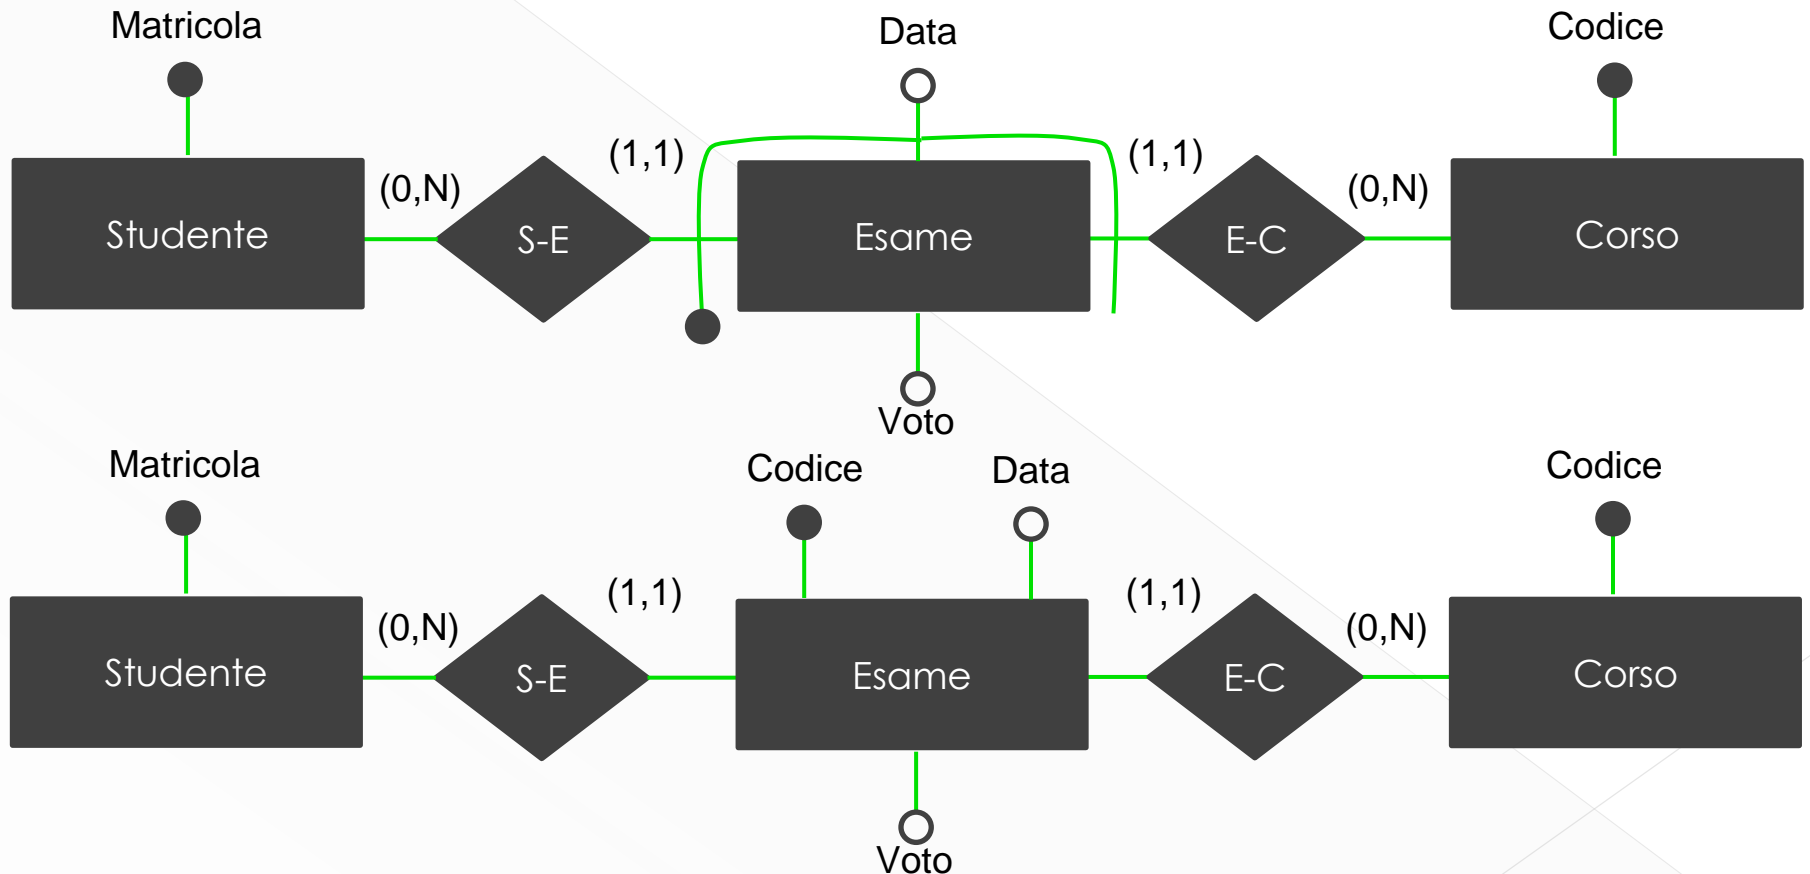 Matricola
Data
Codice
(1,1)
(1,1)
(0,N)
(0,N)
Studente
S-E
Esame
E-C
Corso
Voto
Matricola
Codice
Data
Codice
(1,1)
(1,1)
(0,N)
(0,N)
Studente
S-E
Esame
E-C
Corso
Voto